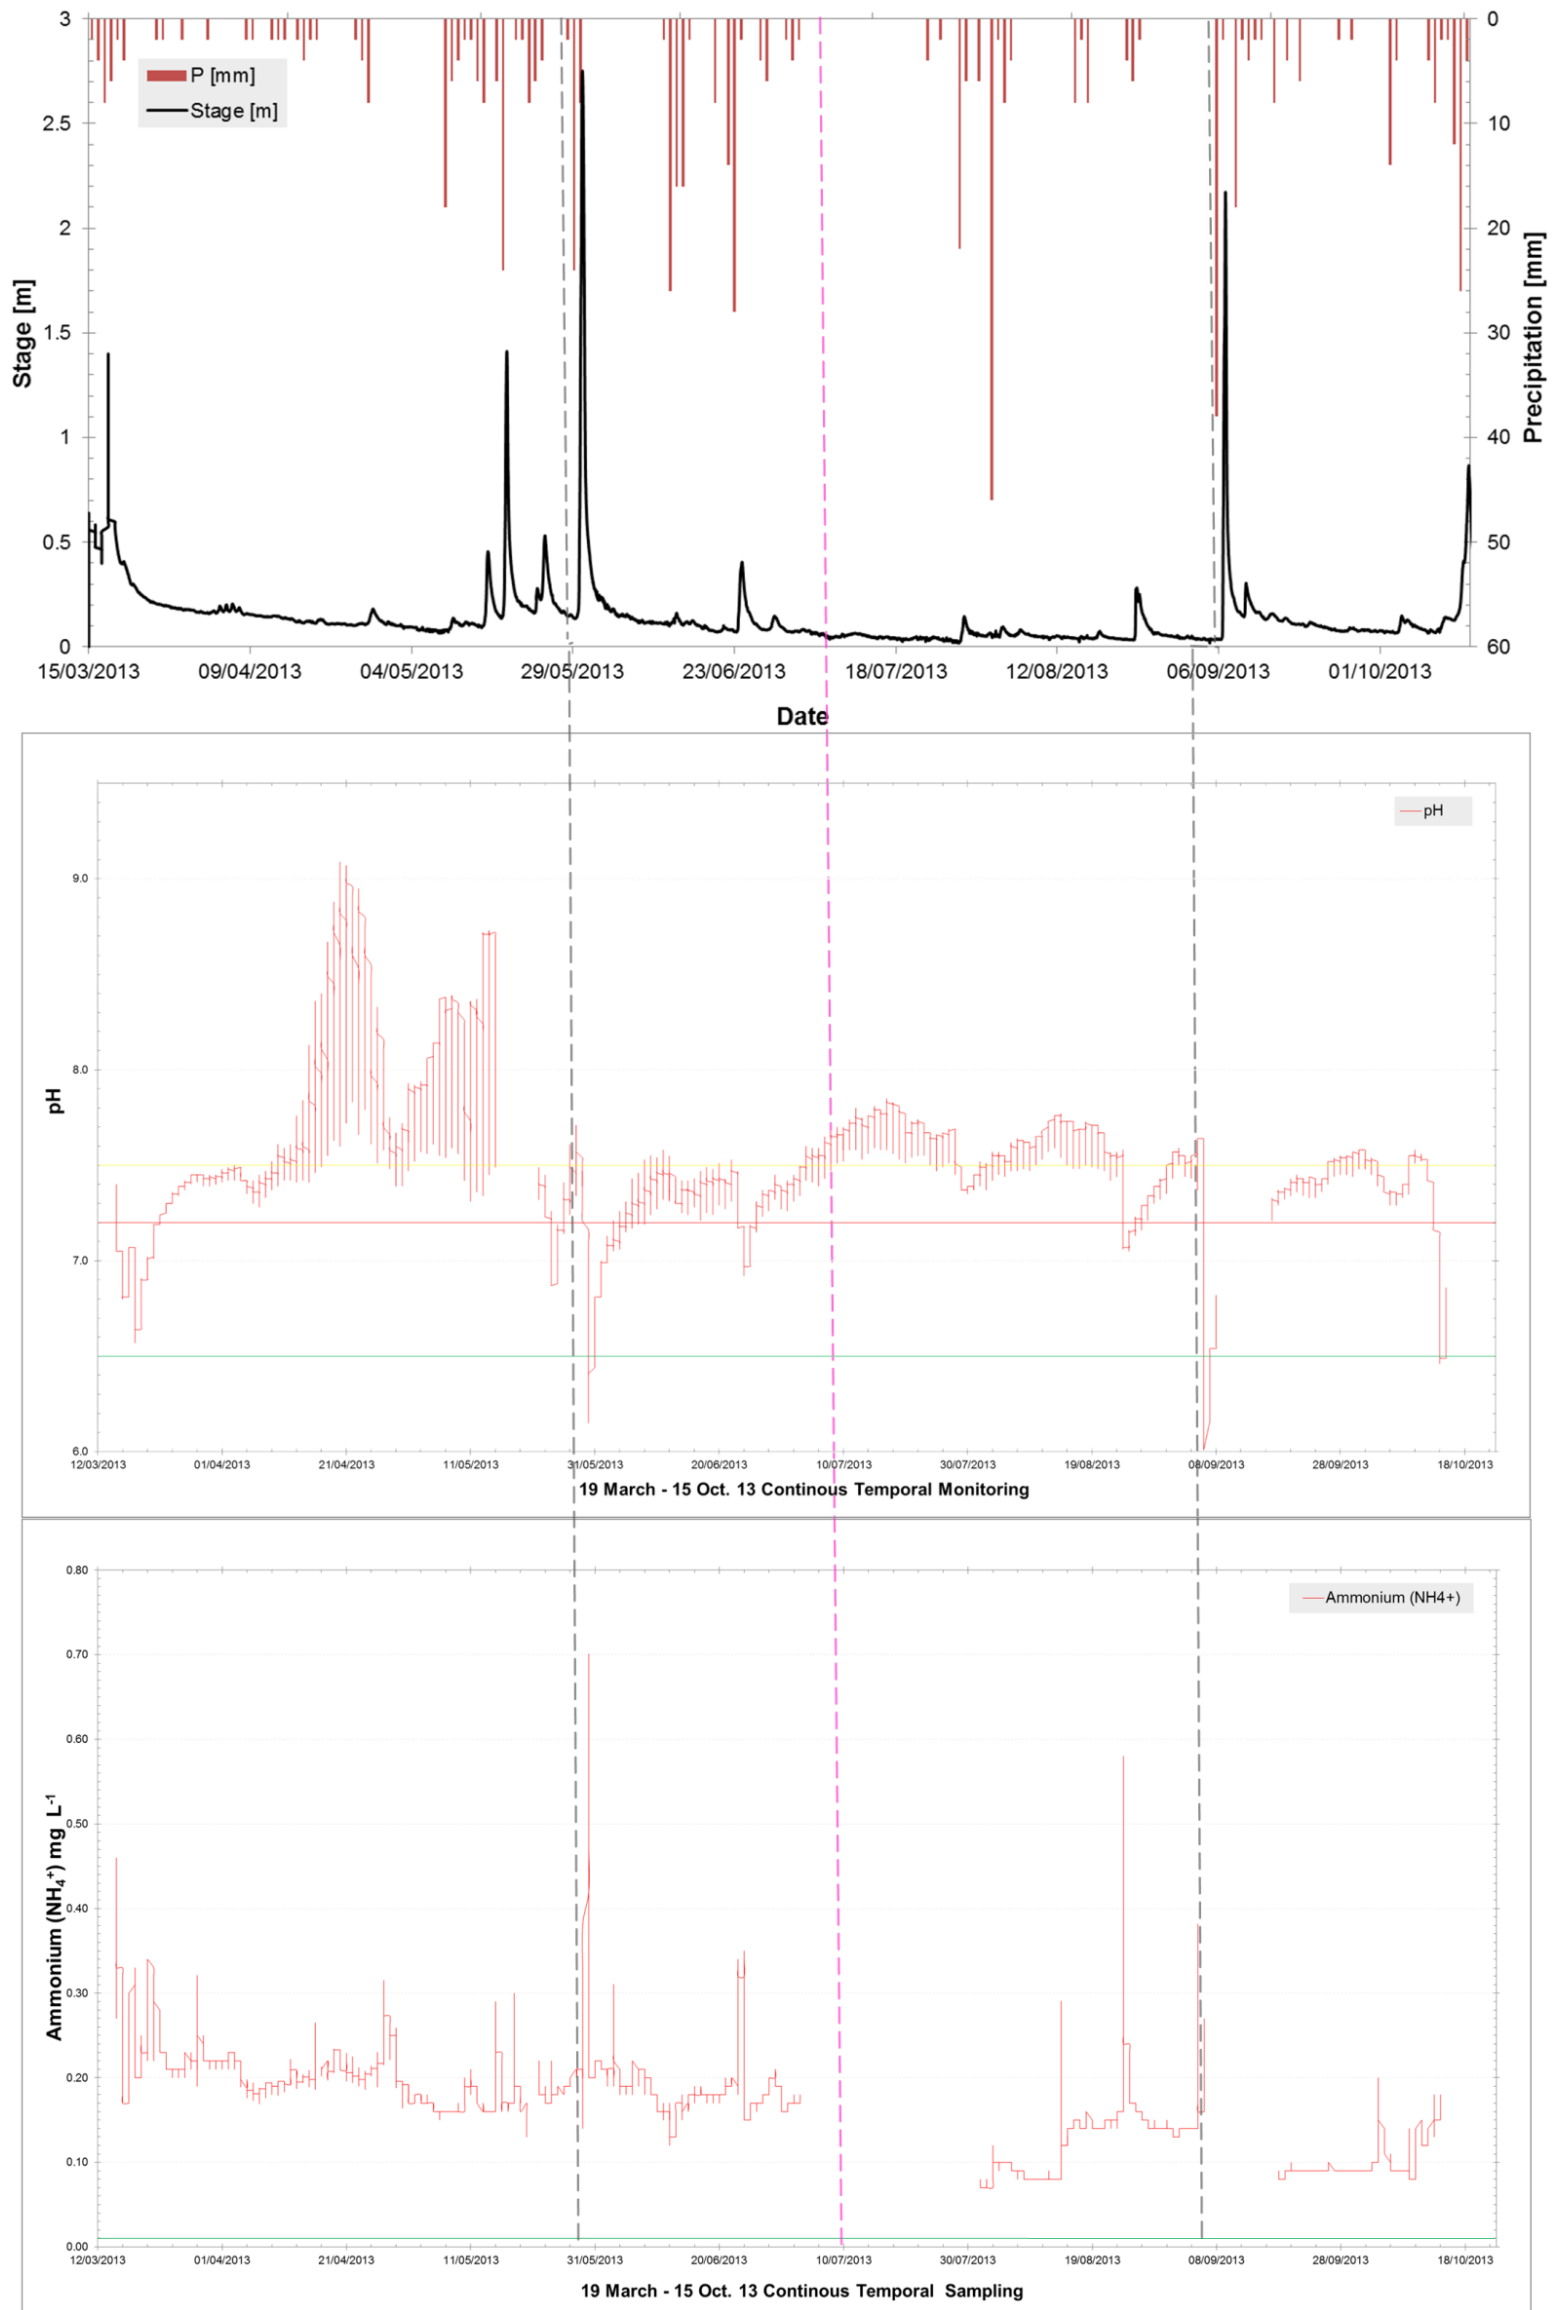 3
0
P [mm]
Stage [m]
2.5
10
2
20
Stage [m]
Precipitation [mm]
1.5
30
1
40
0.5
50
0
60
15/03/2013 09/04/2013 04/05/2013 29/05/2013 23/06/2013 18/07/2013 12/08/2013 06/09/2013 01/10/2013
Date
pH
9.0
8.0
pH
7.0
6.0
12/03/2013 01/04/2013 21/04/2013 11/05/2013 31/05/2013 20/06/2013 10/07/2013 30/07/2013 19/08/2013 08/09/2013 28/09/2013 18/10/2013
19 March - 15 Oct. 13 Continous Temporal Monitoring
0.80
Ammonium (NH4+)
0.70
0.60
0.50
Ammonium (NH₄⁺) mg L⁻¹
0.40
0.30
0.20
0.10
0.00
12/03/2013 01/04/2013 21/04/2013 11/05/2013 31/05/2013 20/06/2013 10/07/2013 30/07/2013 19/08/2013 08/09/2013 28/09/2013 18/10/2013
19 March - 15 Oct. 13 Continous Temporal Sampling